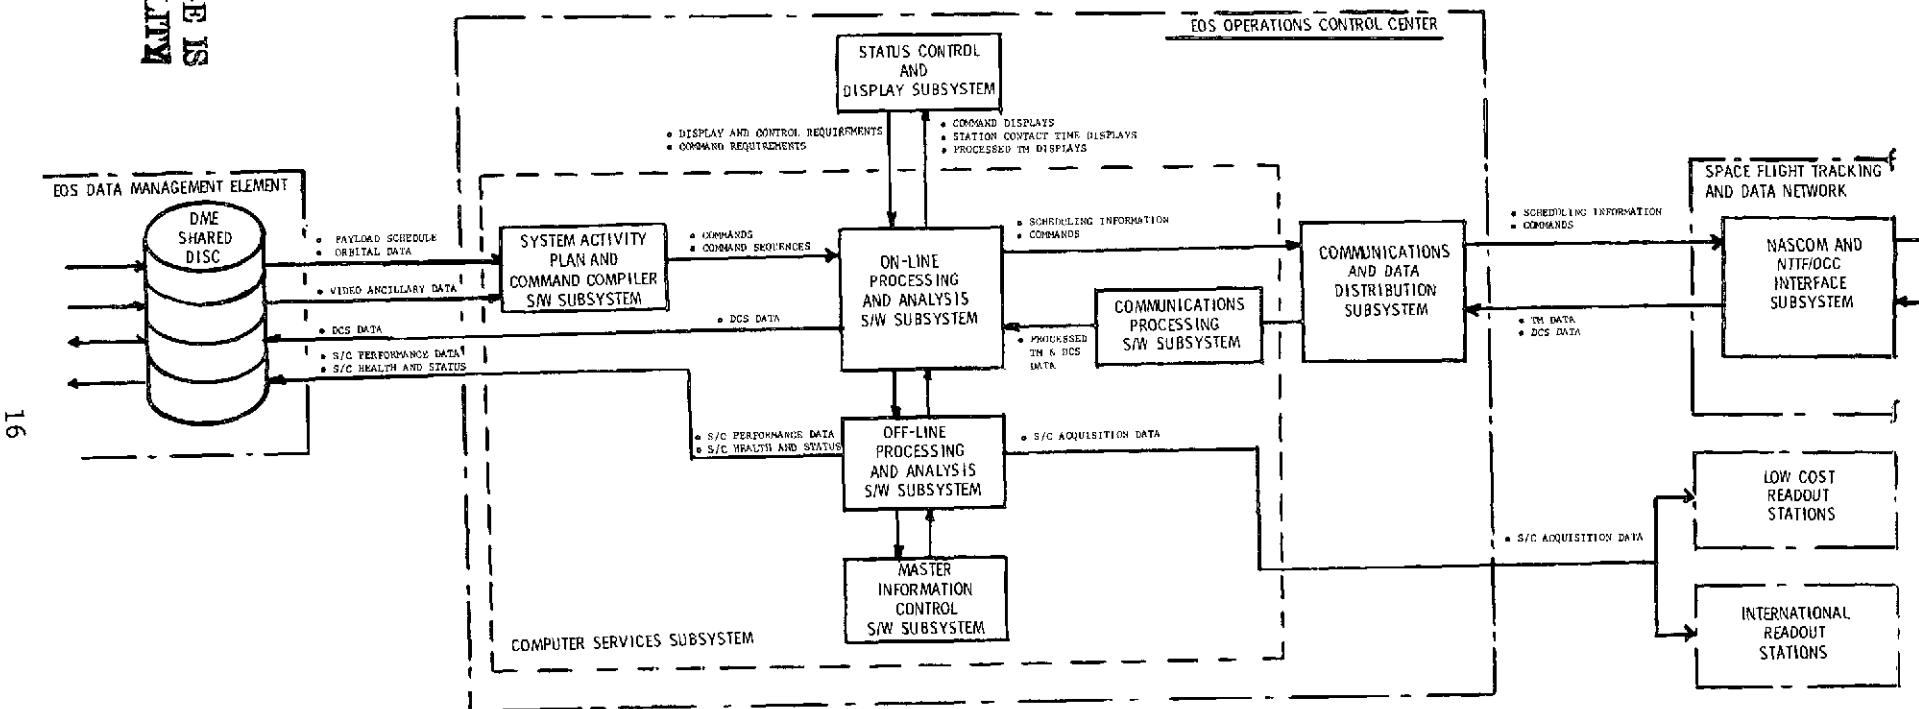 E IS
LITY
EOS OPERATIONS CONTROL CENTER
STATUS CONTROL
AND
DISPLAY SUBSYSTEM
• DISPLAY AND CONTROL REQUIREMENTS
• COMMAND REQUIREMENTS
• COMMAND DISPLAYS
• STATION CONTACT TIME DISPLAYS
• PROCESSED TM DISPLAYS
EOS DATA MANAGEMENT ELEMENT
DME
SHARED
DISC
• PAYLOAD SCHEDULE
• ORBITAL DATA
• VIDEO ANCILLARY DATA
• DCS DATA
• S/C PERFORMANCE DATA
• S/C HEALTH AND STATUS
SYSTEM ACTIVITY
PLAN AND
COMMAND COMPILER
S/W SUBSYSTEM
• COMMANDS
• COMMAND SEQUENCES
• DCS DATA
ON-LINE
PROCESSING
AND ANALYSIS
S/W SUBSYSTEM
• SCHEDULING INFORMATION
• COMMANDS
• PROCESSED
TM & DCS
DATA
COMMUNICATIONS
PROCESSING
S/W SUBSYSTEM
COMMUNICATIONS
AND DATA
DISTRIBUTION
SUBSYSTEM
• SCHEDULING INFORMATION
• COMMANDS
• TM DATA
• DCS DATA
SPACE FLIGHT TRACKING
AND DATA NETWORK
NASCOM AND
NTTF/OCC
INTERFACE
SUBSYSTEM
• S/C PERFORMANCE DATA
• S/C HEALTH AND STATUS
OFF-LINE
PROCESSING
AND ANALYSIS
S/W SUBSYSTEM
• S/C ACQUISITION DATA
MASTER
INFORMATION
CONTROL
S/W SUBSYSTEM
COMPUTER SERVICES SUBSYSTEM
• S/C ACQUISITION DATA
LOW COST
READOUT
STATIONS
INTERNATIONAL
READOUT
STATIONS
16